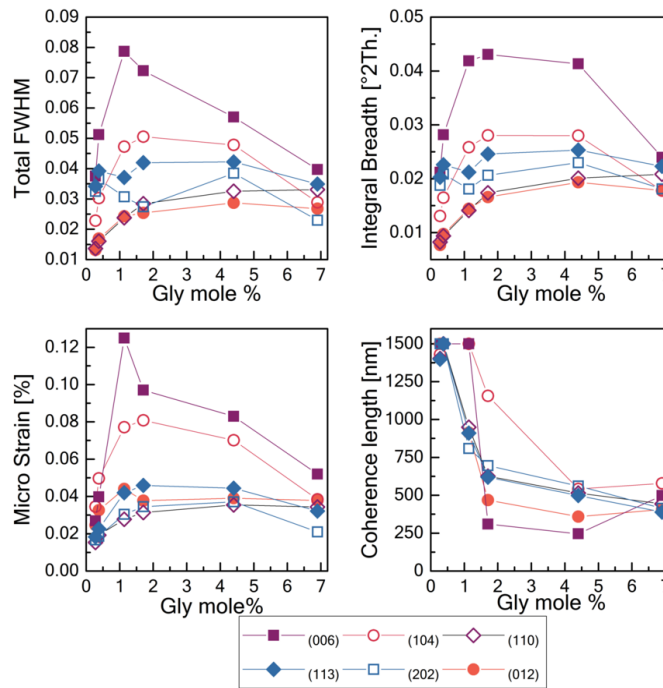 0.09
0.08
0.07
0.06
0.05
0.04
0.03
0.02
0.01
Total FWHM
0 1 2 3 4 5 6 7
Gly mole %
0.05
0.04
0.03
0.02
0.01
Integral Breadth [°2Th.]
0 1 2 3 4 5 6 7
Gly mole %
0.12
0.10
0.08
0.06
0.04
0.02
0.00
Micro Strain [%]
0 1 2 3 4 5 6 7
Gly mole%
1500
1250
1000
750
500
250
0
Coherence length [nm]
0 1 2 3 4 5 6 7
Gly mole %
(006) (104) (110)
(113) (202) (012)